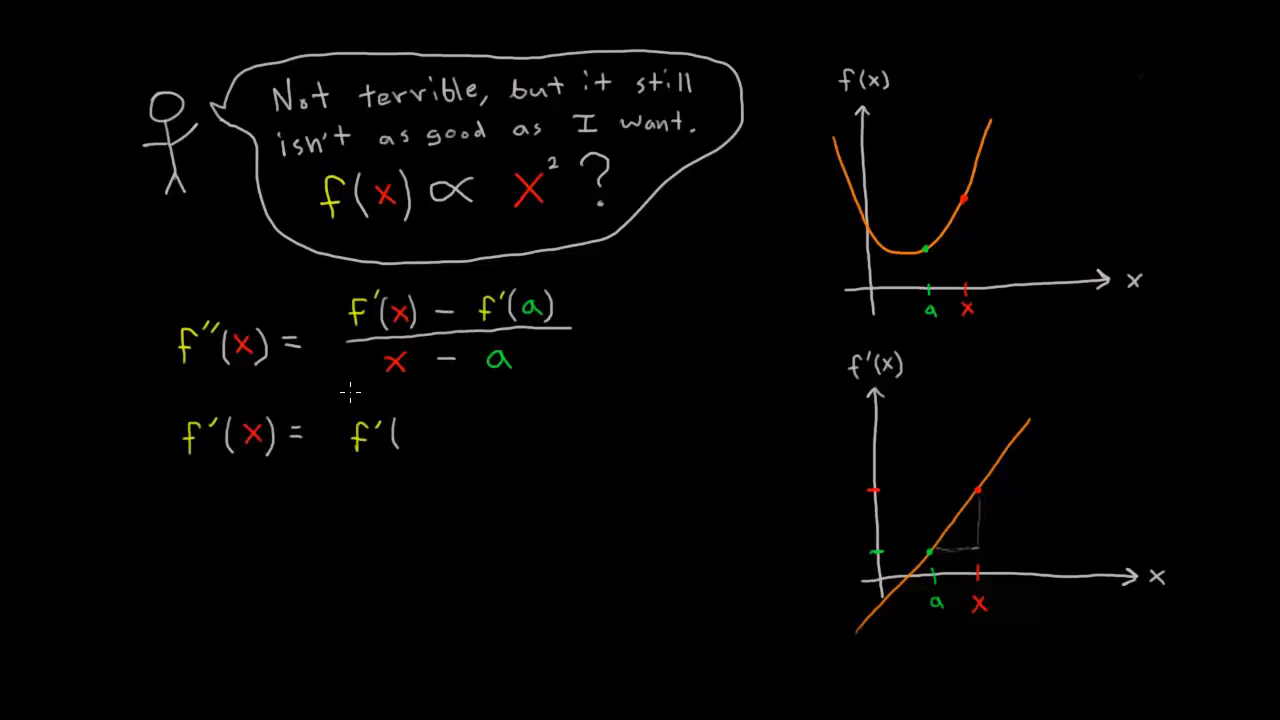 Not terrible, but it still
isn't as good as I want.
f(x) ∝ x² ?
f''(x) = f'(x) - f'(a)
x - a
f'(x) = f'(
f(x)
x
a x
f'(x)
x
a x